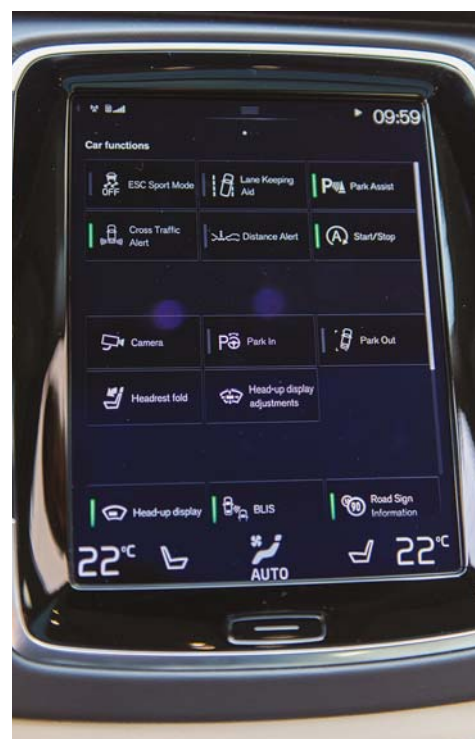 09:59
Car functions
OFF
ESC Sport Mode
Lane Keeping
Aid
P
Park Assist
Cross Traffic
Alert
Distance Alert
A
Start/Stop
Camera
P
Park In
Park Out
Headrest fold
Head-up display
adjustments
Head-up display
BLIS
90
Road Sign
Information
22°C
AUTO
22°C